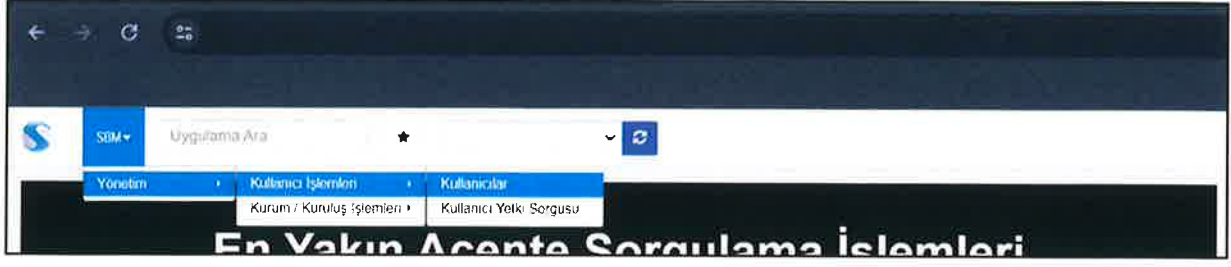 SBM
Uygulama Ara
Yönetim
Kullanıcı İşlemleri
Kullanıcılar
Kurum / Kuruluş İşlemleri
Kullanıcı Yetki Sorgusu
En Yakın Acente Sorgulama İşlemleri